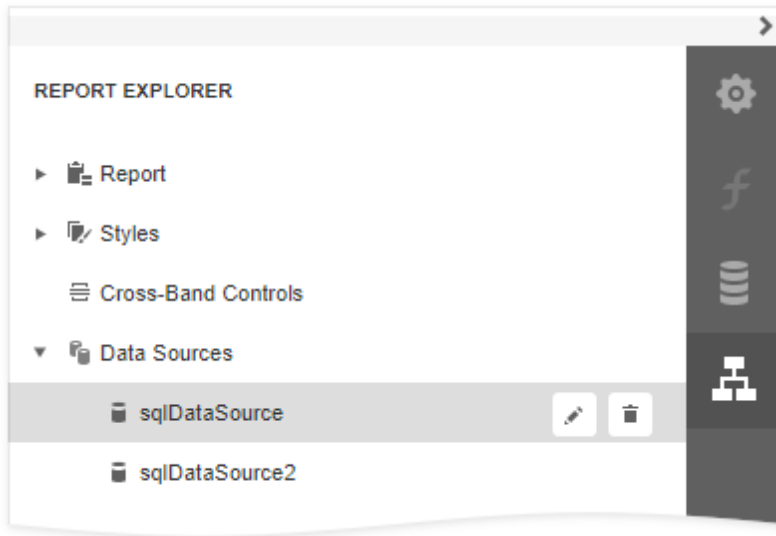 REPORT EXPLORER
Report
Styles
Cross-Band Controls
Data Sources
sqlDataSource
sqlDataSource2